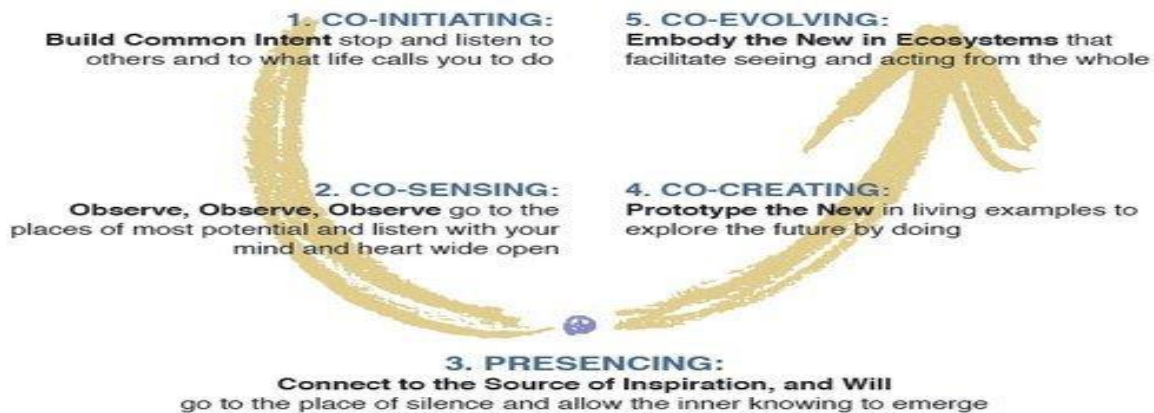 1. CO-INITIATING:
Build Common Intent stop and listen to
others and to what life calls you to do
2. CO-SENSING:
Observe, Observe, Observe go to the
places of most potential and listen with your
mind and heart wide open
3. PRESENCING:
Connect to the Source of Inspiration, and Will
go to the place of silence and allow the inner knowing to emerge
4. CO-CREATING:
Prototype the New in living examples to
explore the future by doing
5. CO-EVOLVING:
Embody the New in Ecosystems that
facilitate seeing and acting from the whole